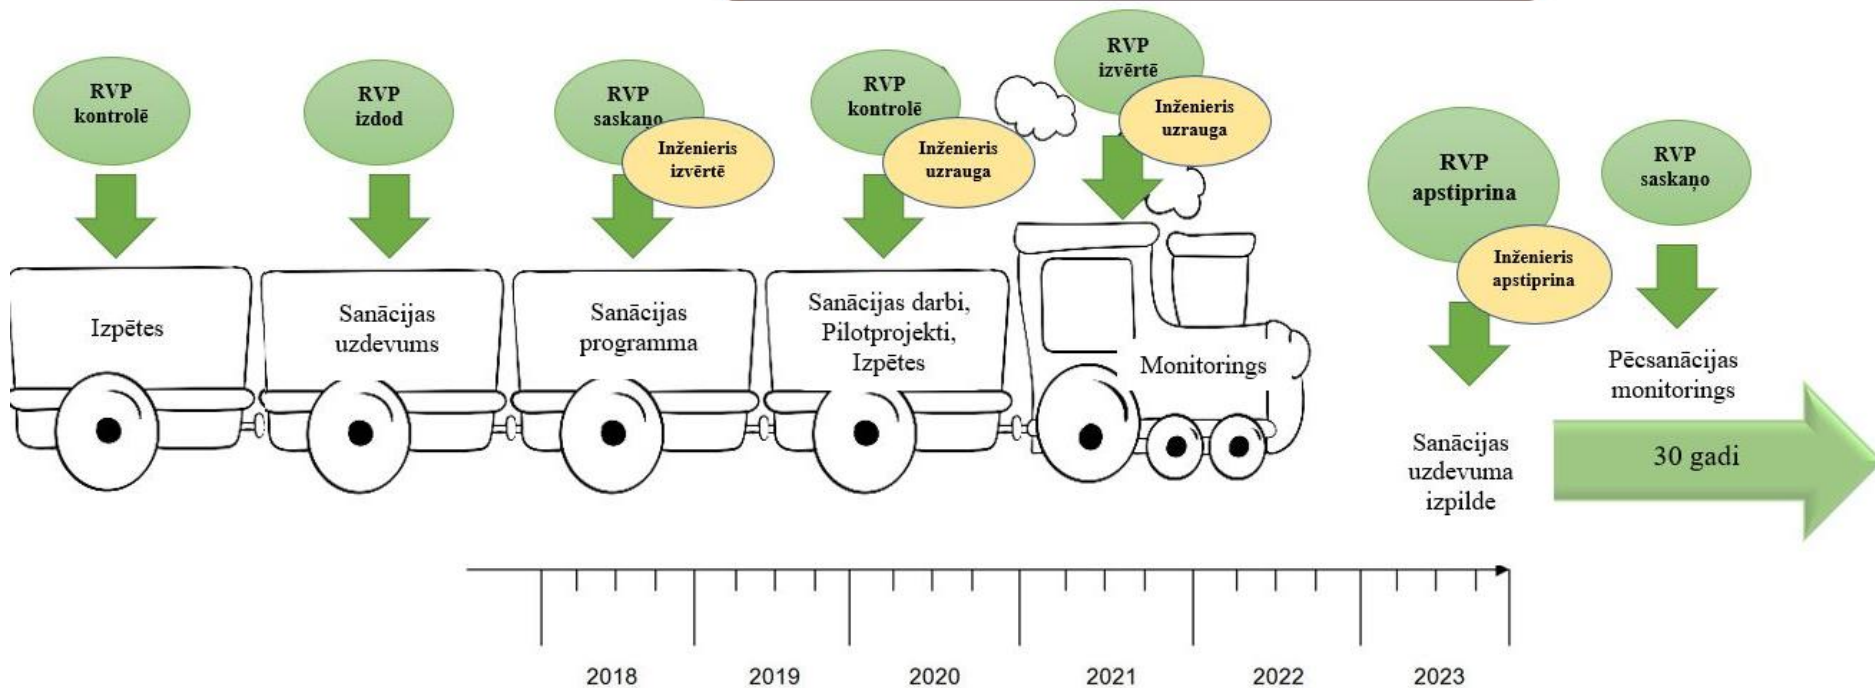 RVP
kontrolē
RVP
izdod
RVP
saskaņo
Inženieris
izvērtē
RVP
kontrolē
Inženieris
uzrauga
RVP
izvērtē
Inženieris
uzrauga
RVP
apstiprina
Inženieris
apstiprina
RVP
saskaņo
Izpētes
Sanācijas
uzdevums
Sanācijas
programma
Sanācijas darbi,
Pilotprojekti,
Izpētes
Monitorings
Sanācijas
uzdevuma
izpilde
Pēcsanācijas
monitorings
30 gadi
2018
2019
2020
2021
2022
2023